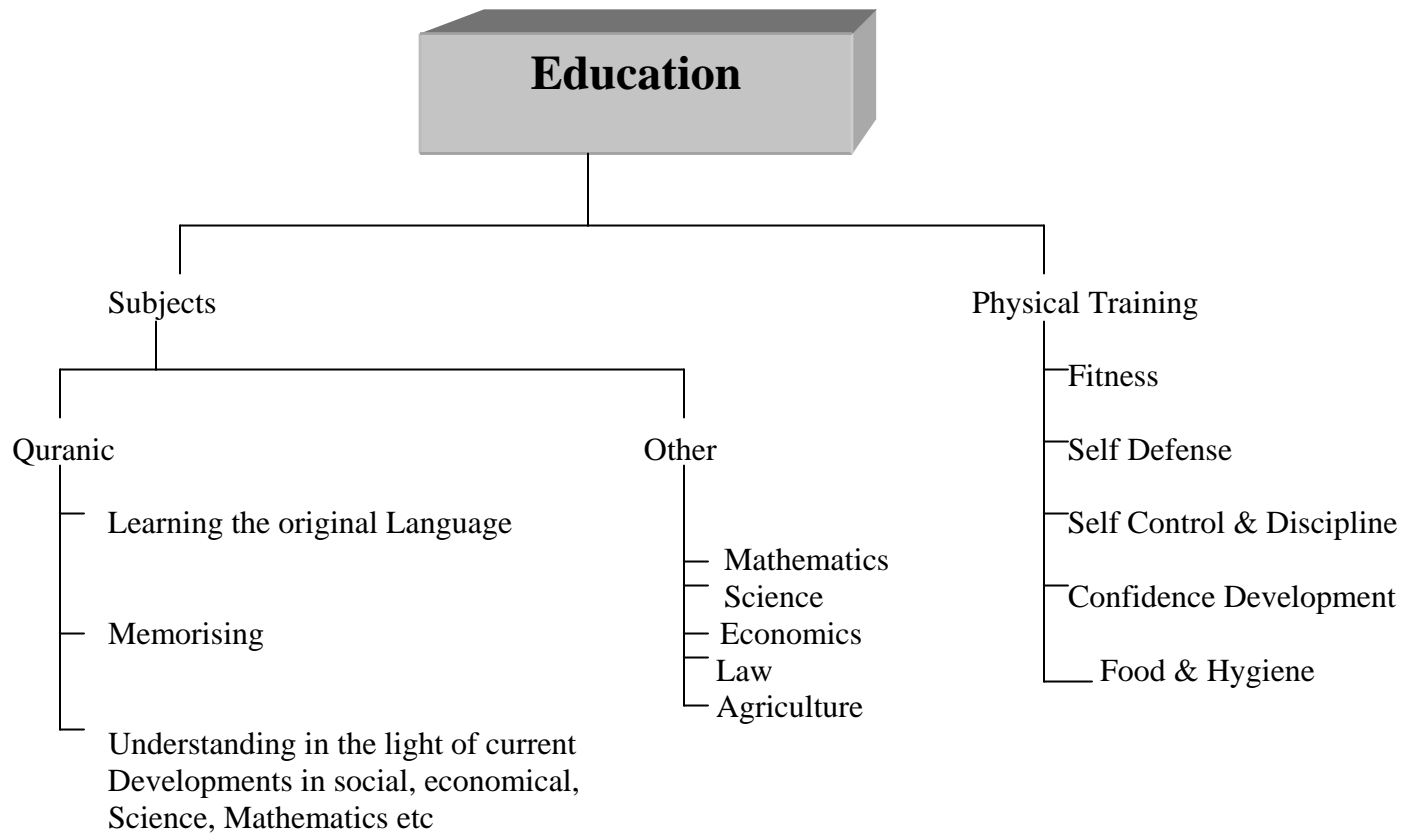 Education
Subjects
Physical Training
Quranic
Learning the original Language
Memorising
Understanding in the light of current
Developments in social, economical,
Science, Mathematics etc
Other
Mathematics
Science
Economics
Law
Agriculture
Fitness
Self Defense
Self Control & Discipline
Confidence Development
Food & Hygiene